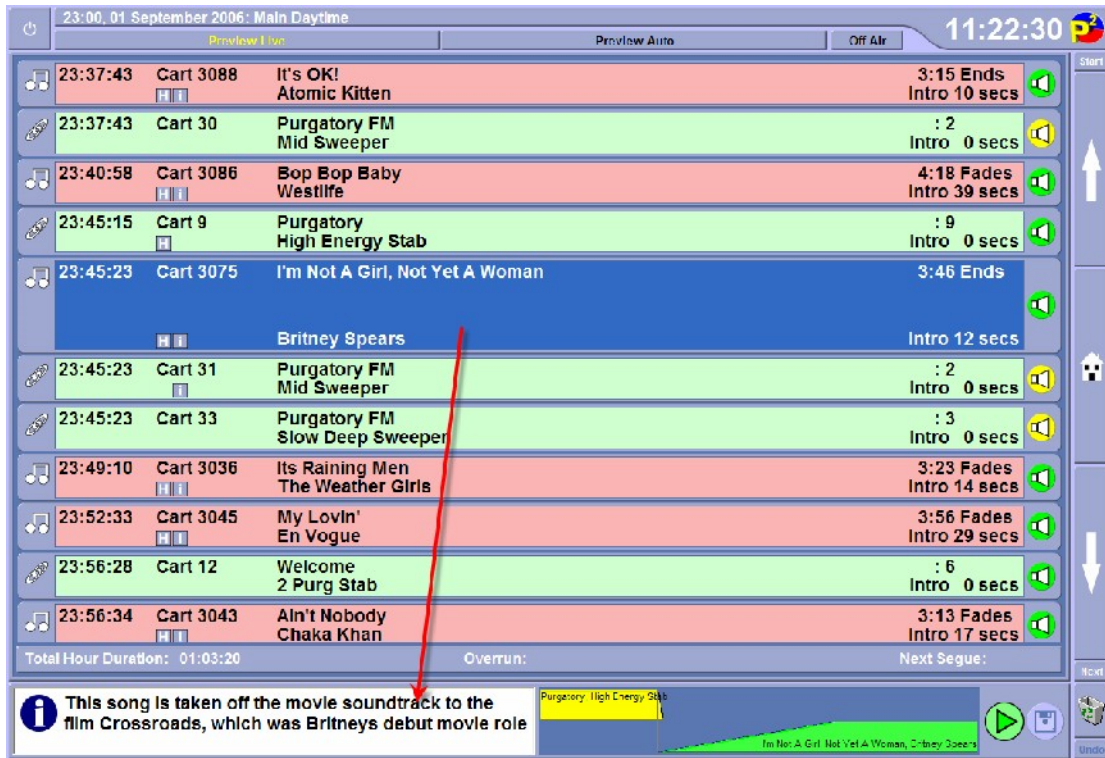 23:00, 01 September 2006: Main Daytime
Preview Live Preview Auto Off Air 11:22:30 P2
Start
23:37:43 Cart 3088 It's OK! 3:15 Ends
H i Atomic Kitten Intro 10 secs
23:37:43 Cart 30 Purgatory FM : 2
Mid Sweeper Intro 0 secs
23:40:58 Cart 3086 Bop Bop Baby 4:18 Fades
H i Westlife Intro 39 secs
23:45:15 Cart 9 Purgatory : 9
H High Energy Stab Intro 0 secs
23:45:23 Cart 3075 I'm Not A Girl, Not Yet A Woman 3:46 Ends
H i Britney Spears Intro 12 secs
23:45:23 Cart 31 Purgatory FM : 2
i Mid Sweeper Intro 0 secs
23:45:23 Cart 33 Purgatory FM : 3
Slow Deep Sweeper Intro 0 secs
23:49:10 Cart 3036 Its Raining Men 3:23 Fades
H i The Weather Girls Intro 14 secs
23:52:33 Cart 3045 My Lovin' 3:56 Fades
H i En Vogue Intro 29 secs
23:56:28 Cart 12 Welcome : 6
2 Purg Stab Intro 0 secs
23:56:34 Cart 3043 Ain't Nobody 3:13 Fades
H i Chaka Khan Intro 17 secs
Total Hour Duration: 01:03:20 Overrun: Next Segue:
Next
i This song is taken off the movie soundtrack to the
film Crossroads, which was Britneys debut movie role
Purgatory, High Energy Stab
I'm Not A Girl, Not Yet A Woman, Britney Spears
Undo